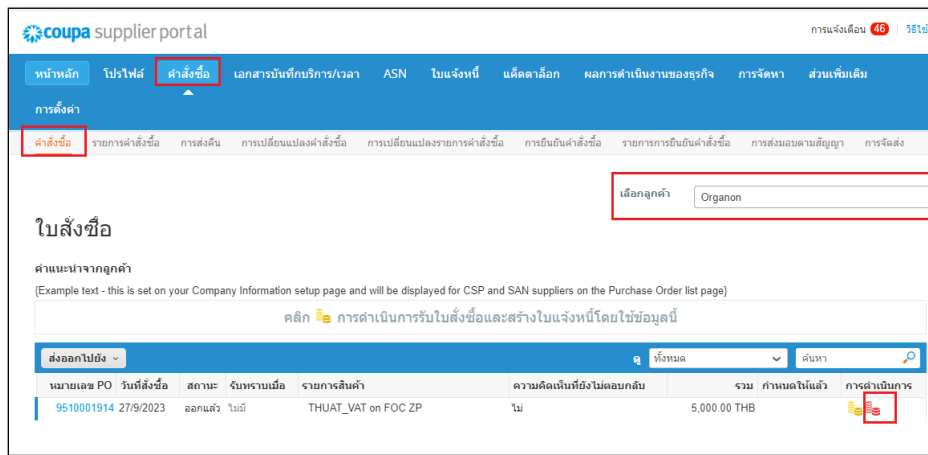 coupa supplier portal
การแจ้งเตือน 46 วิธีใช้
หน้าหลัก โปรไฟล์ คำสั่งซื้อ เอกสารบันทึกบริการ/เวลา ASN ใบแจ้งหนี้ แค็ตตาล็อก ผลการดำเนินงานของธุรกิจ การจัดหา ส่วนเพิ่มเติม
การตั้งค่า
คำสั่งซื้อ รายการคำสั่งซื้อ การส่งคืน การเปลี่ยนแปลงคำสั่งซื้อ การเปลี่ยนแปลงรายการคำสั่งซื้อ การยืนยันคำสั่งซื้อ รายการการยืนยันคำสั่งซื้อ การส่งมอบตามสัญญา การจัดส่ง
เลือกลูกค้า Organon
ใบสั่งซื้อ
คำแนะนำจากลูกค้า
{Example text - this is set on your Company Information setup page and will be displayed for CSP and SAN suppliers on the Purchase Order list page}
คลิก การดำเนินการรับใบสั่งซื้อและสร้างใบแจ้งหนี้โดยใช้ข้อมูลนี้
ส่งออกไปยัง ดู ทั้งหมด ค้นหา
หมายเลข PO วันที่สั่งซื้อ สถานะ รับทราบเมื่อ รายการสินค้า ความคิดเห็นที่ยังไม่ตอบกลับ รวม กำหนดให้แล้ว การดำเนินการ
9510001914 27/9/2023 ออกแล้ว ไม่มี THUAT_VAT on FOC ZP ไม่ 5,000.00 THB